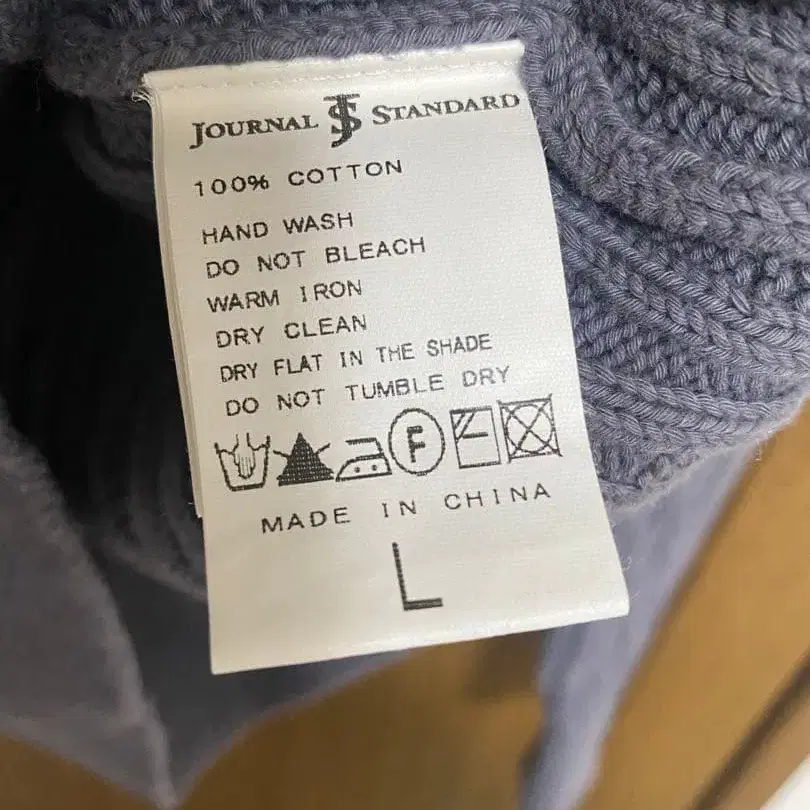 JOURNAL JS STANDARD
100% COTTON
HAND WASH
DO NOT BLEACH
WARM IRON
DRY CLEAN
DRY FLAT IN THE SHADE
DO NOT TUMBLE DRY
F
MADE IN CHINA
L